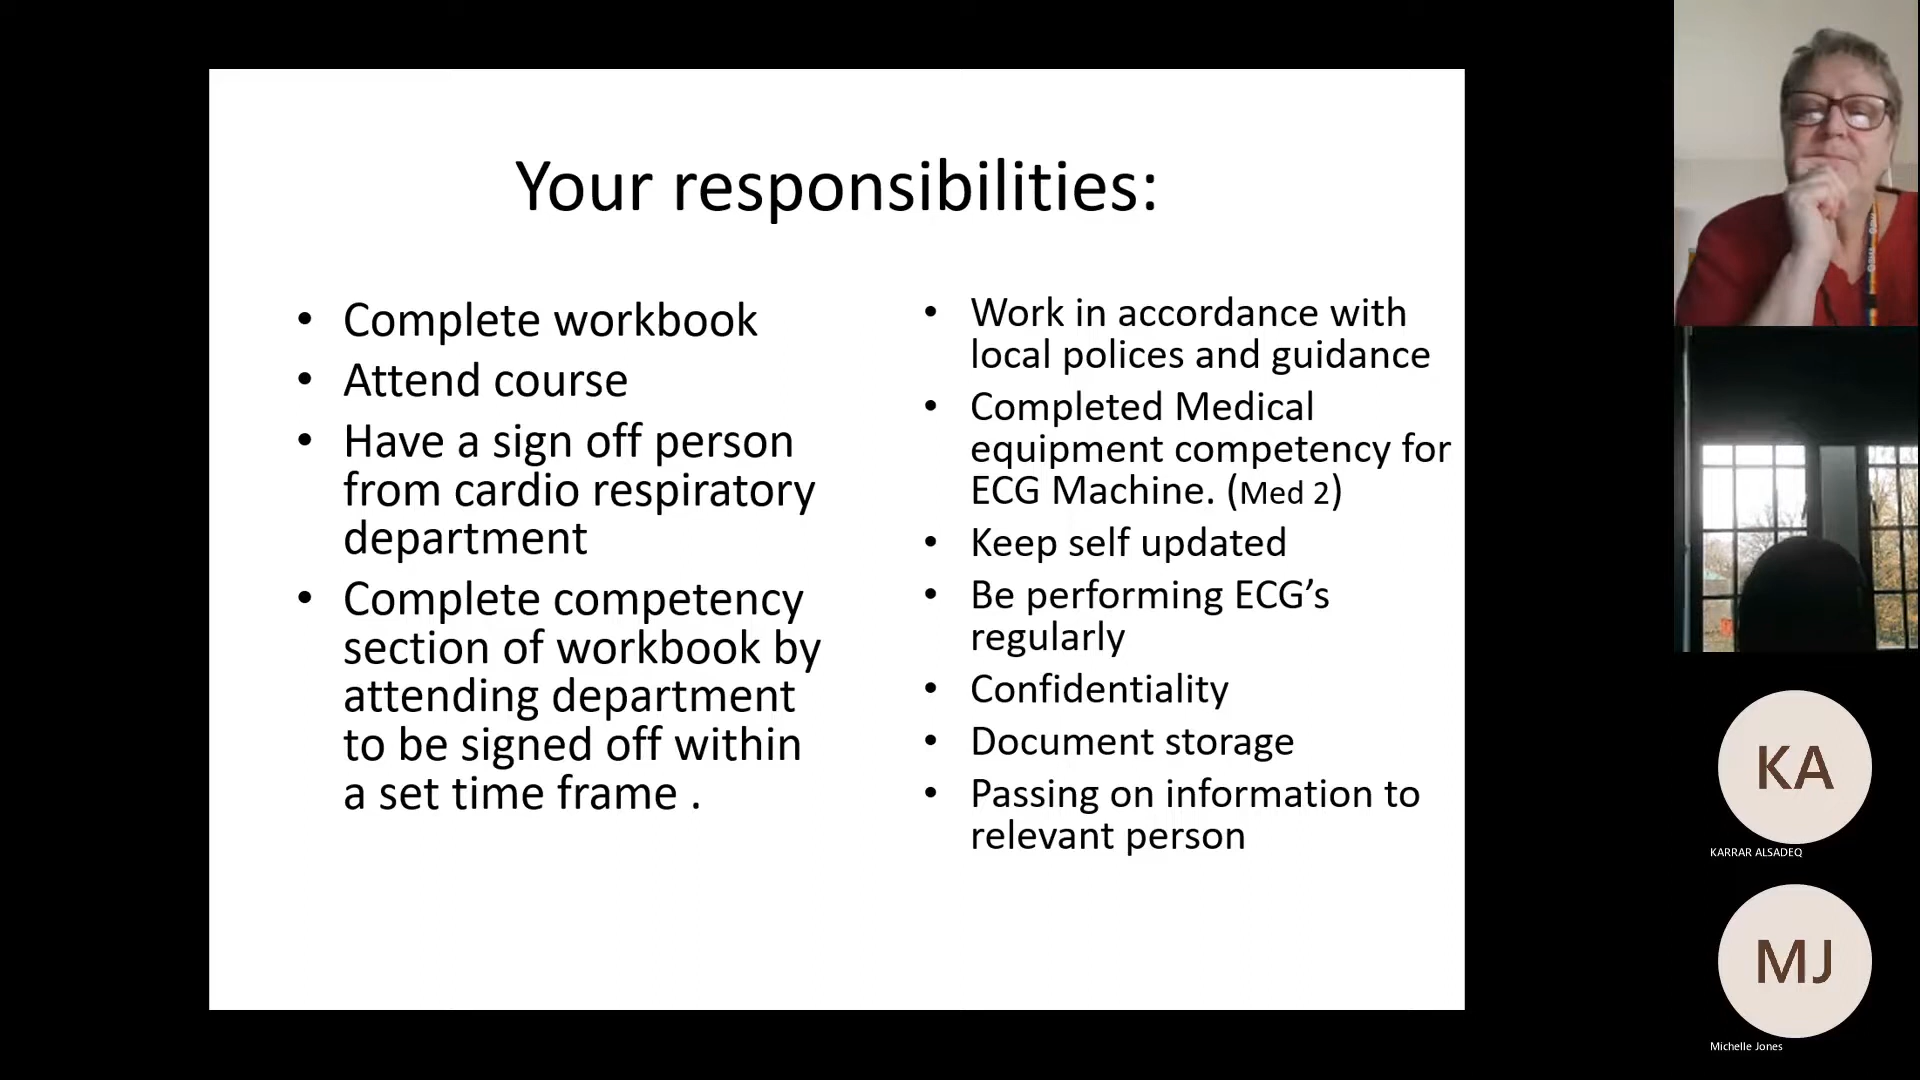 Your responsibilities:
• Complete workbook
• Attend course
• Have a sign off person
from cardio respiratory
department
• Complete competency
section of workbook by
attending department
to be signed off within
a set time frame .
• Work in accordance with
local polices and guidance
• Completed Medical
equipment competency for
ECG Machine. (Med 2)
• Keep self updated
• Be performing ECG’s
regularly
• Confidentiality
• Document storage
• Passing on information to
relevant person
KA
KARRAR ALSADEQ
MJ
Michelle Jones